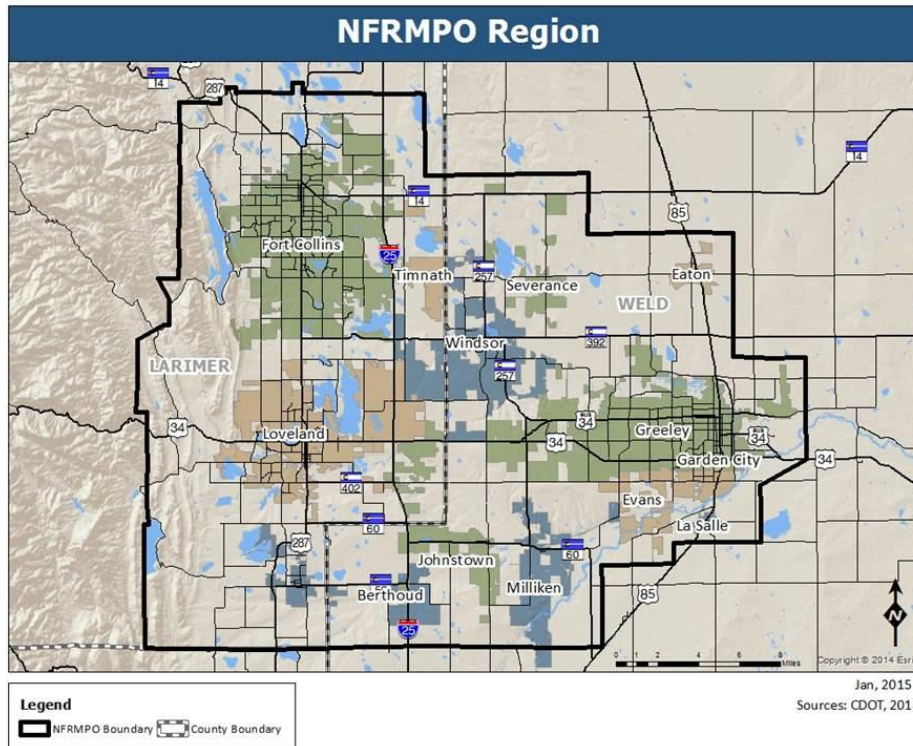 NFRMPO Region
14
287
14
14
85
Fort Collins
25
Timnath
257
Severance
Eaton
WELD
Windsor
392
LARIMER
257
34
Loveland
34
BUS
34
Greeley
BUS
34
34
Garden City
402
Evans
60
La Salle
287
Johnstown
60
Berthoud
Milliken
85
25
N
0 1 2 4 6 8
Miles
Copyright © 2014 Esri
Jan, 2015
Sources: CDOT, 201
Legend
NFRMPO Boundary County Boundary